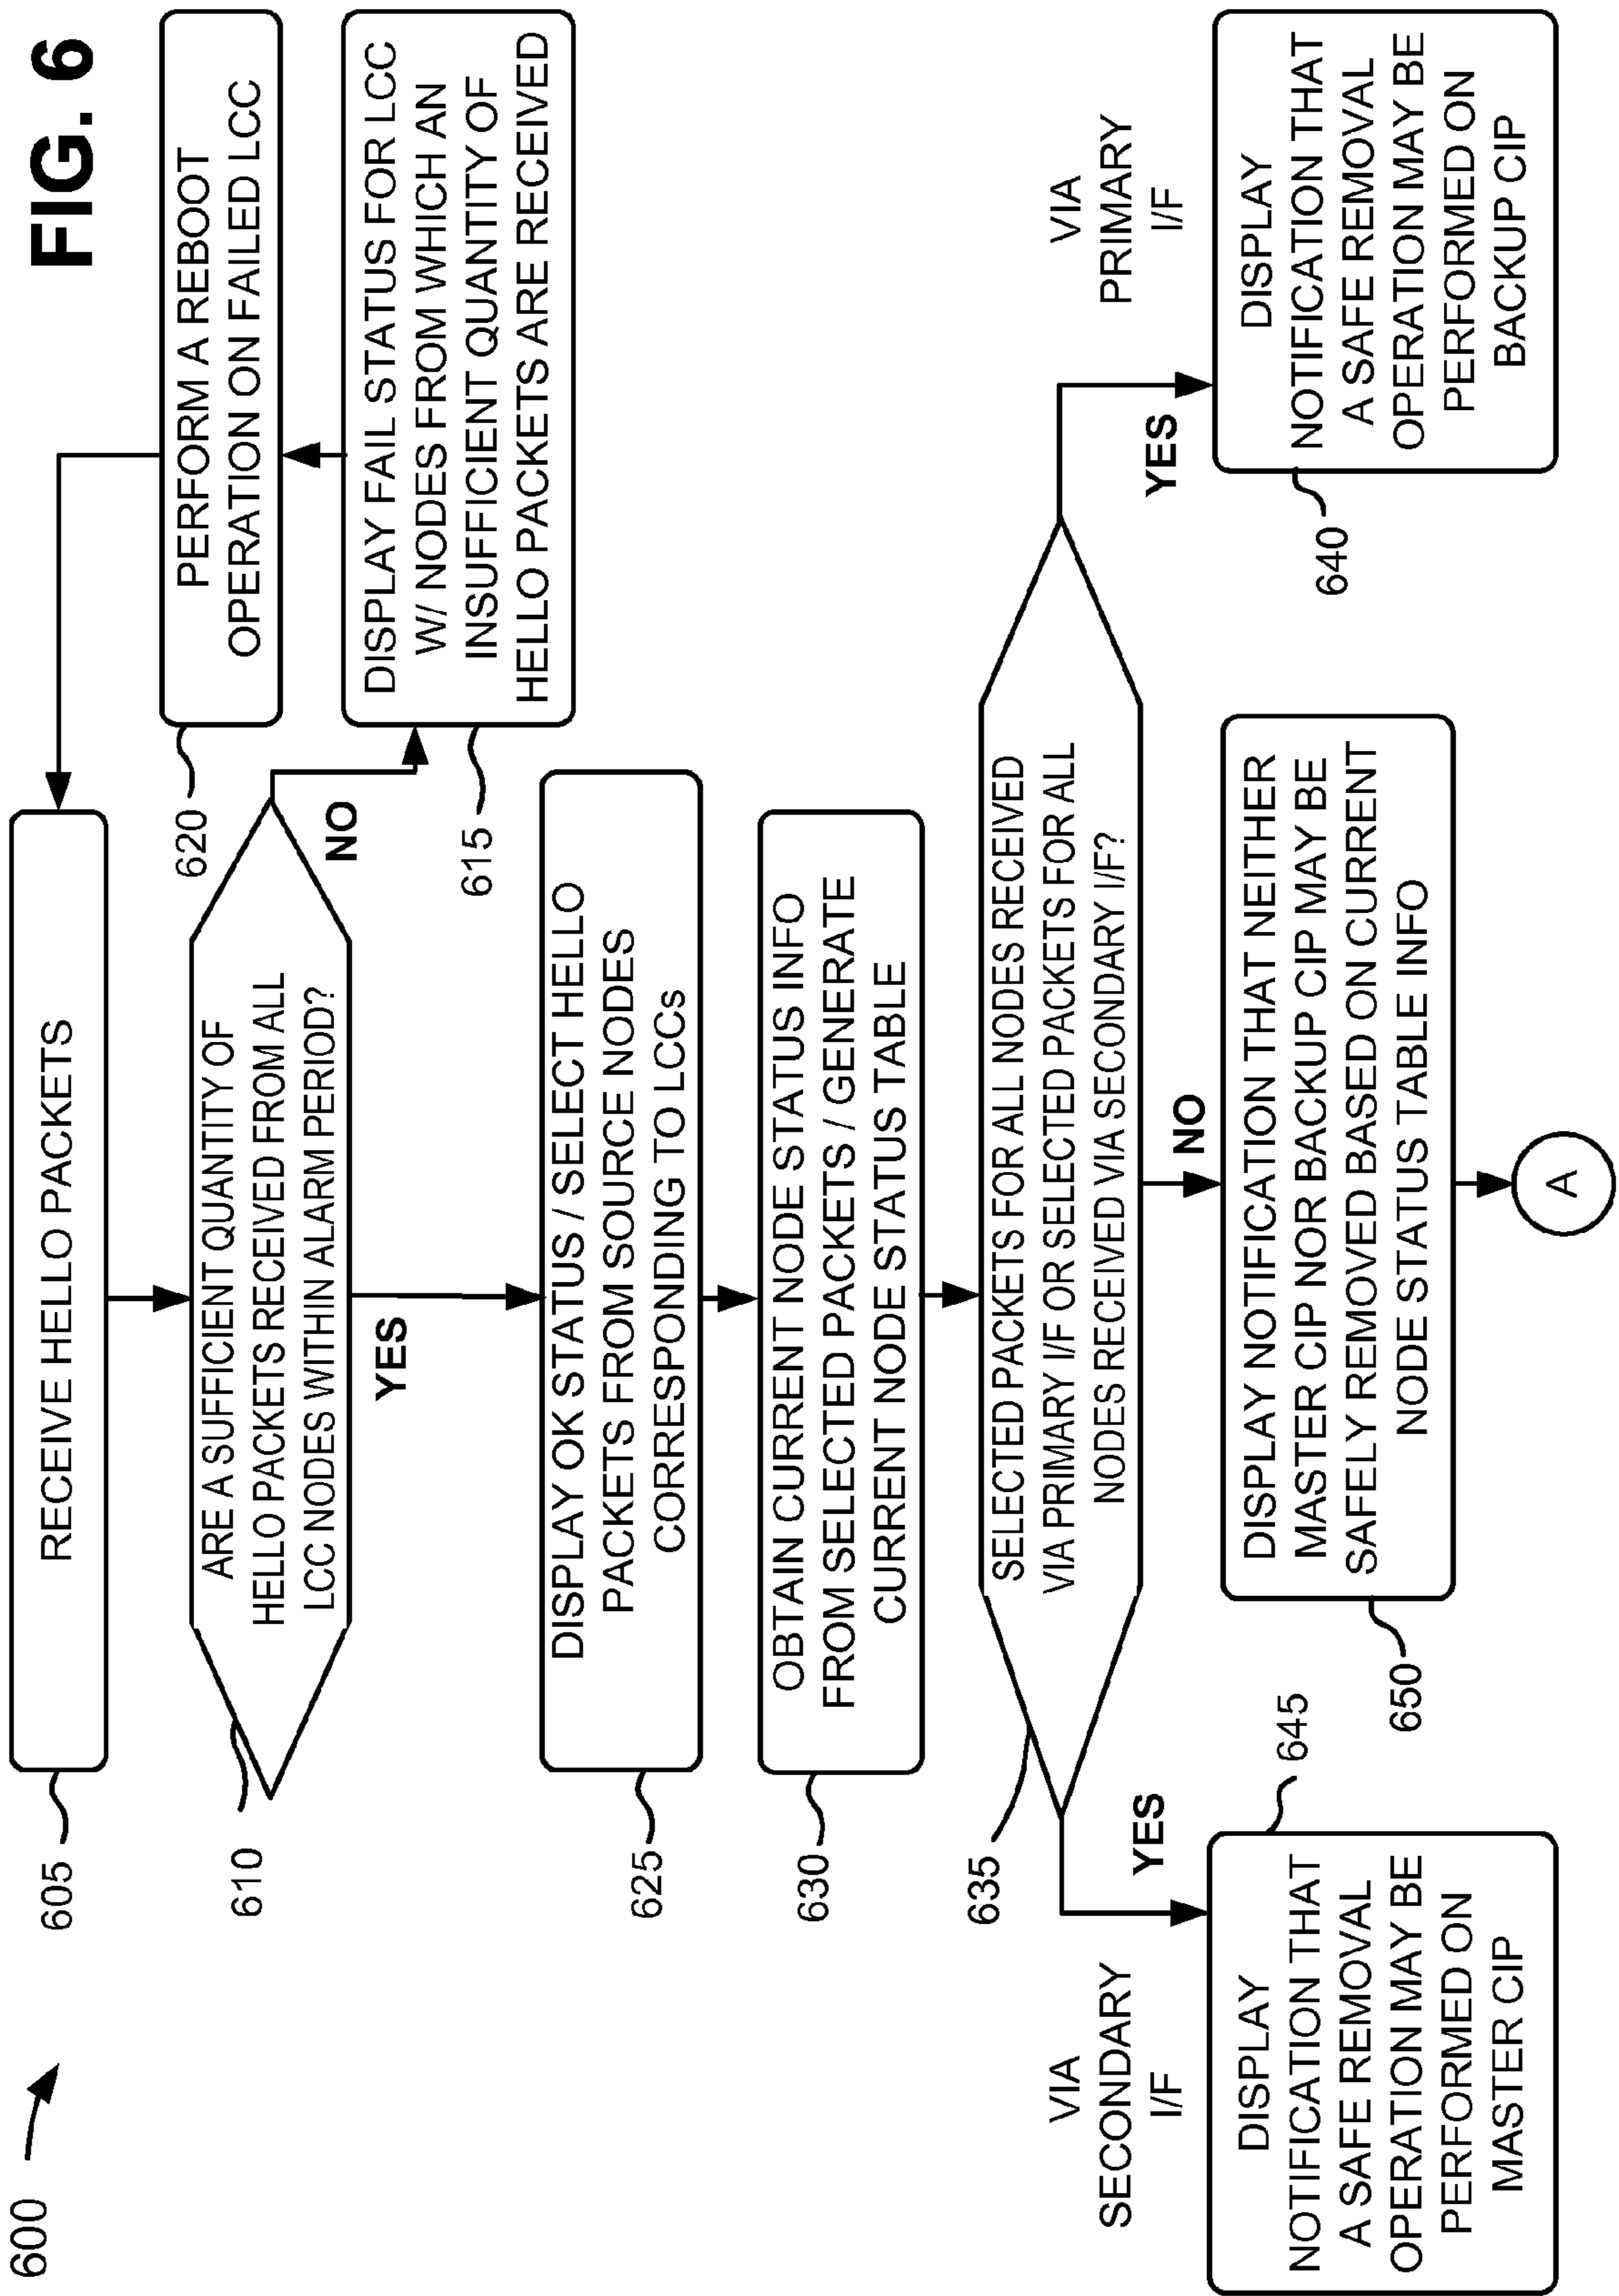 FIG. 6
600
RECEIVE HELLO PACKETS
605
ARE A SUFFICIENT QUANTITY OF
HELLO PACKETS RECEIVED FROM ALL
LCC NODES WITHIN ALARM PERIOD?
610
NO
YES
PERFORM A REBOOT
OPERATION ON FAILED LCC
620
DISPLAY FAIL STATUS FOR LCC
W/ NODES FROM WHICH AN
INSUFFICIENT QUANTITY OF
HELLO PACKETS ARE RECEIVED
615
DISPLAY OK STATUS / SELECT HELLO
PACKETS FROM SOURCE NODES
CORRESPONDING TO LCCs
625
OBTAIN CURRENT NODE STATUS INFO
FROM SELECTED PACKETS / GENERATE
CURRENT NODE STATUS TABLE
630
SELECTED PACKETS FOR ALL NODES RECEIVED
VIA PRIMARY I/F OR SELECTED PACKETS FOR ALL
NODES RECEIVED VIA SECONDARY I/F?
635
VIA
SECONDARY
I/F
YES
NO
YES
VIA
PRIMARY
I/F
DISPLAY
NOTIFICATION THAT
A SAFE REMOVAL
OPERATION MAY BE
PERFORMED ON
MASTER CIP
645
DISPLAY NOTIFICATION THAT NEITHER
MASTER CIP NOR BACKUP CIP MAY BE
SAFELY REMOVED BASED ON CURRENT
NODE STATUS TABLE INFO
650
DISPLAY
NOTIFICATION THAT
A SAFE REMOVAL
OPERATION MAY BE
PERFORMED ON
BACKUP CIP
640
A